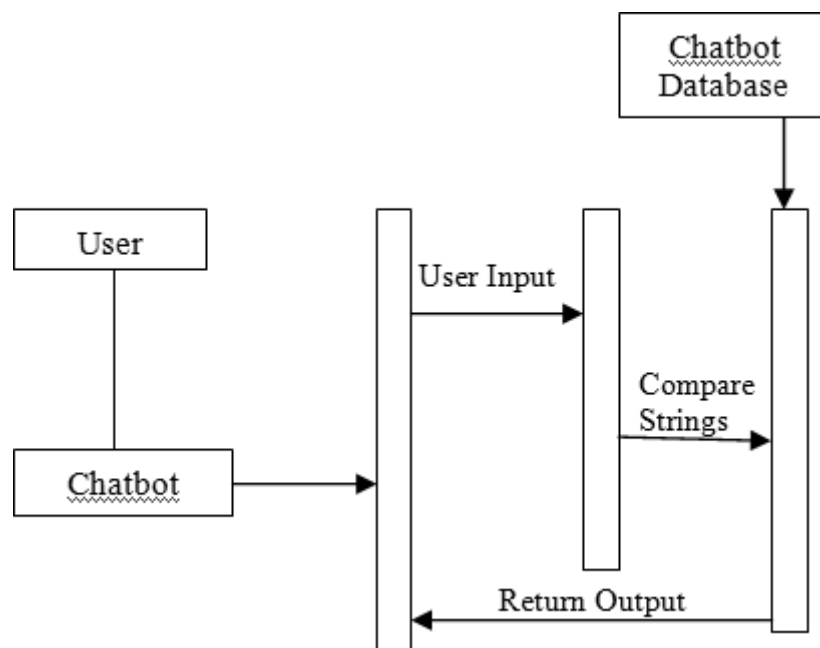 Chatbot
Database
User
User Input
Compare
Strings
Chatbot
Return Output